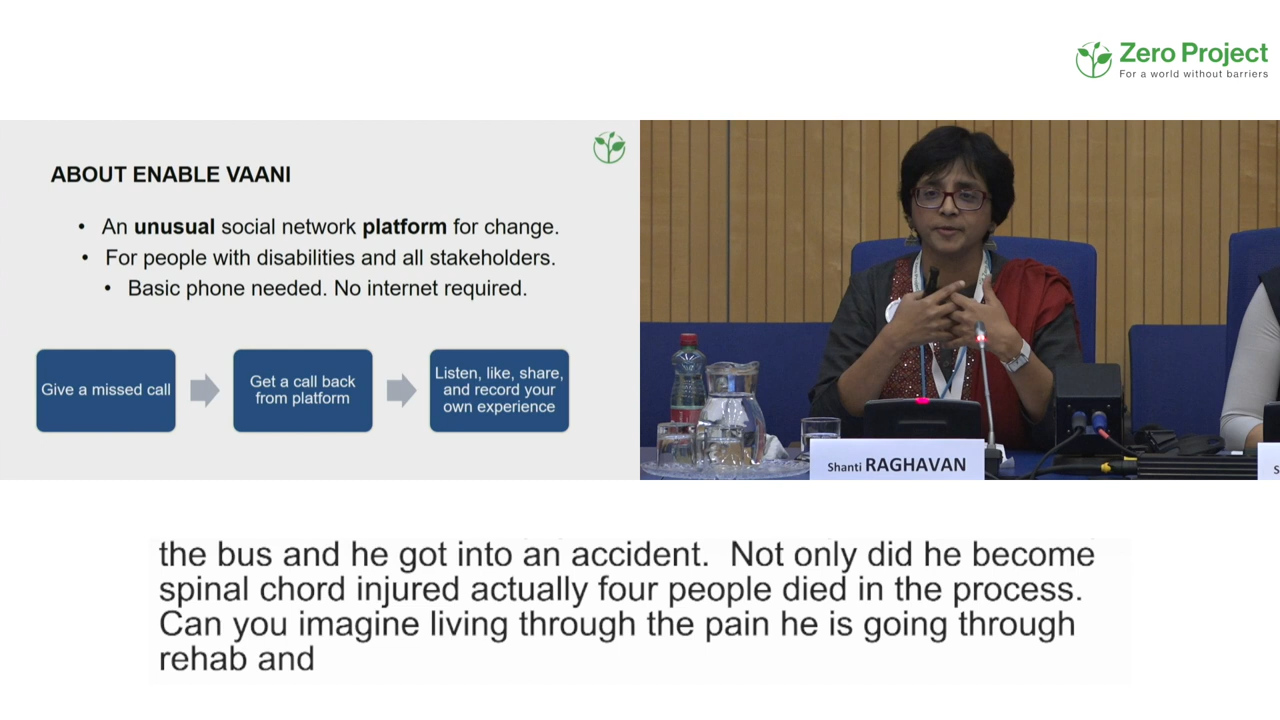 Zero Project
For a world without barriers
ABOUT ENABLE VAANI
• An unusual social network platform for change.
• For people with disabilities and all stakeholders.
• Basic phone needed. No internet required.
Give a missed call
Get a call back
from platform
Listen, like, share,
and record your
own experience
Shanti RAGHAVAN
S
the bus and he got into an accident.  Not only did he become
spinal chord injured actually four people died in the process.
Can you imagine living through the pain he is going through
rehab and